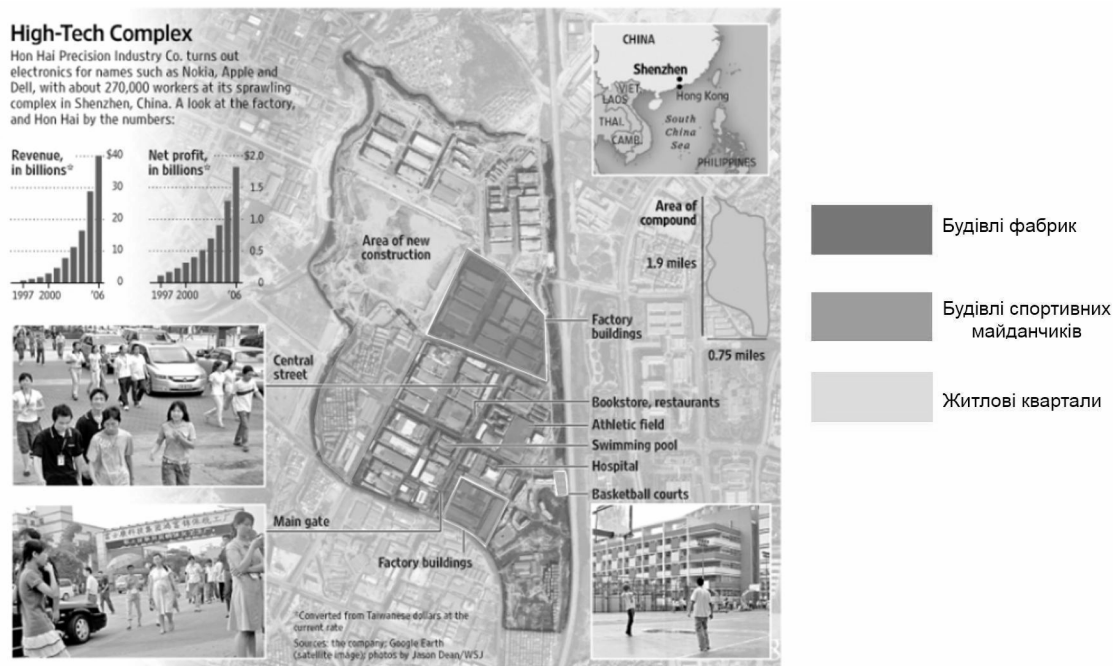 High-Tech Complex
Hon Hai Precision Industry Co. turns out
electronics for names such as Nokia, Apple and
Dell, with about 270,000 workers at its sprawling
complex in Shenzhen, China. A look at the factory,
and Hon Hai by the numbers:
Revenue,
in billions*
$40
30
20
10
0
1997 2000 '06
Net profit,
in billions*
$2.0
1.5
1.0
0.5
0
1997 2000 '06
CHINA
Shenzhen
Hong Kong
VIET.
LAOS
THAI.
CAMB.
South
China
Sea
PHILIPPINES
Area of new
construction
Area of
compound
1.9 miles
0.75 miles
Factory
buildings
Central
street
Bookstore, restaurants
Athletic field
Swimming pool
Hospital
Basketball courts
Main gate
Factory buildings
*Converted from Taiwanese dollars at the
current rate
Sources: the company; Google Earth
(satellite image); photos by Jason Dean/WSJ
Будівлі фабрик
Будівлі спортивних
майданчиків
Житлові квартали